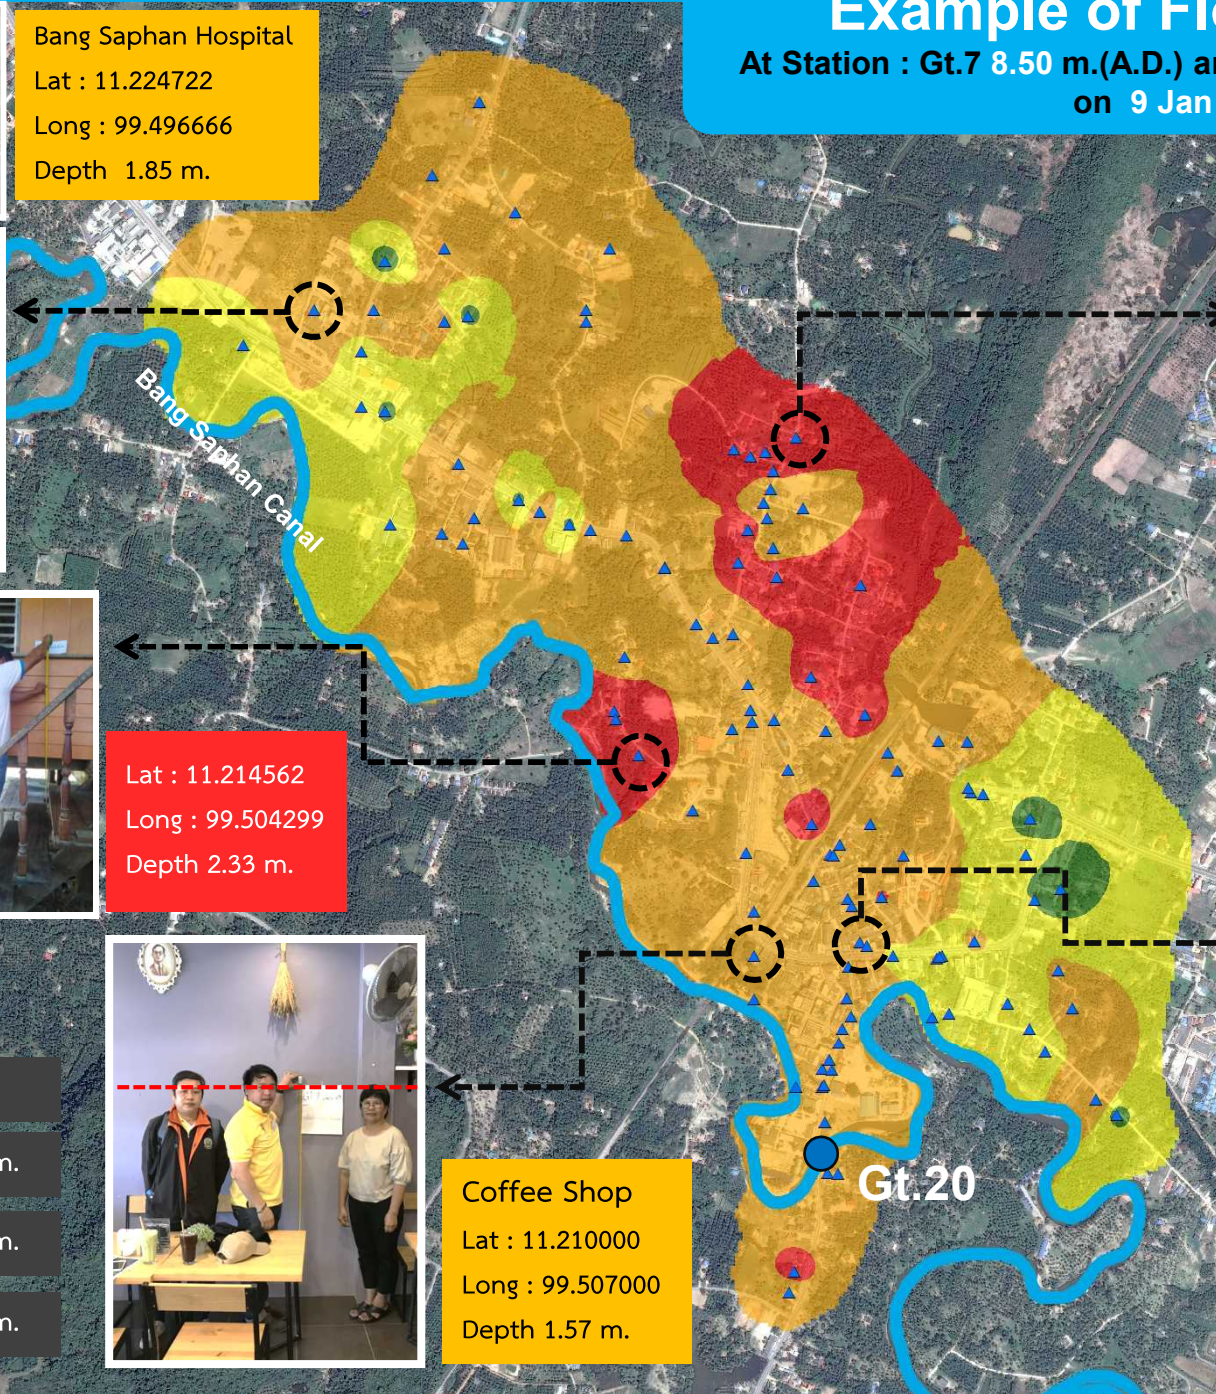 Example of
At Station : Gt.7 8.50 m.(A.D.)
on 9 Jan
Bang Saphan Hospital
Lat : 11.224722
Long : 99.496666
Depth 1.85 m.
Bang Saphan Canal
Lat : 11.214562
Long : 99.504299
Depth 2.33 m.
m.
m.
m.
Coffee Shop
Lat : 11.210000
Long : 99.507000
Depth 1.57 m.
Gt.20